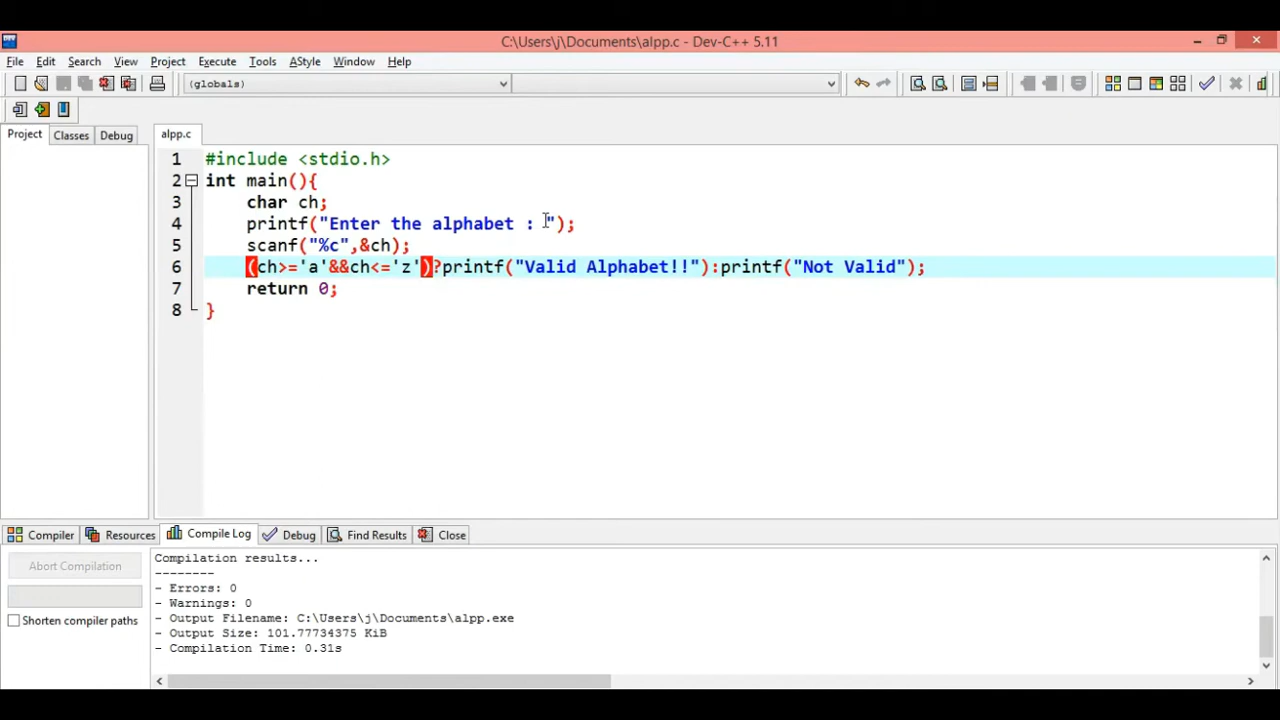 C:\Users\j\Documents\alpp.c - Dev-C++ 5.11
File Edit Search View Project Execute Tools AStyle Window Help
(globals)
Project Classes Debug
alpp.c
1 #include <stdio.h>
2 int main(){
3 char ch;
4 printf("Enter the alphabet : ");
5 scanf("%c",&ch);
6 (ch>='a'&&ch<='z')?printf("Valid Alphabet!!"):printf("Not Valid");
7 return 0;
8 }
Compiler Resources Compile Log Debug Find Results Close
Abort Compilation
Shorten compiler paths
Compilation results...
--------
- Errors: 0
- Warnings: 0
- Output Filename: C:\Users\j\Documents\alpp.exe
- Output Size: 101.77734375 KiB
- Compilation Time: 0.31s